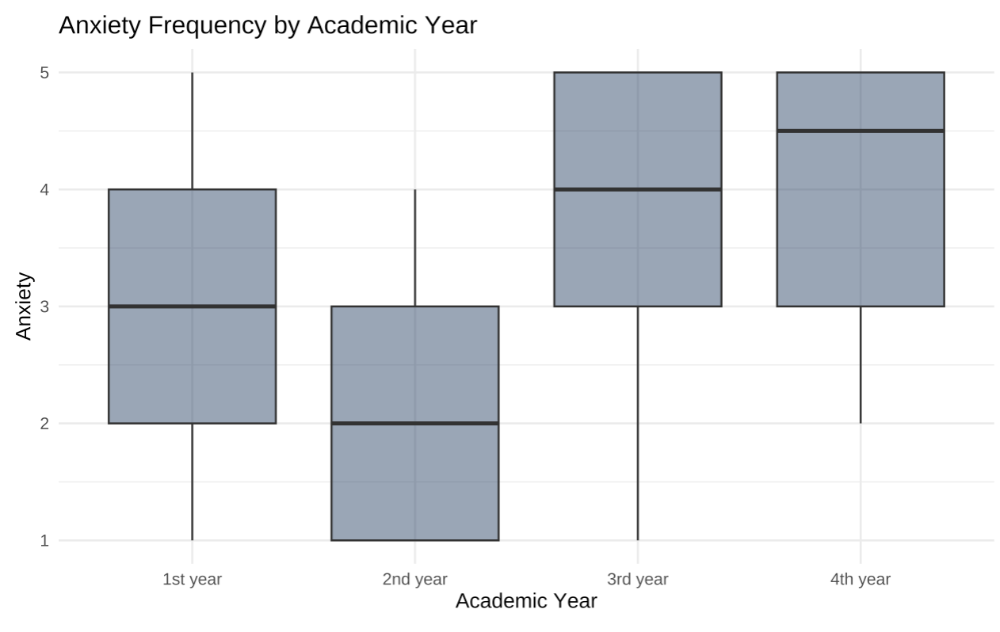 Anxiety Frequency by Academic Year
Anxiety
5
4
3
2
1
1st year 2nd year 3rd year 4th year
Academic Year